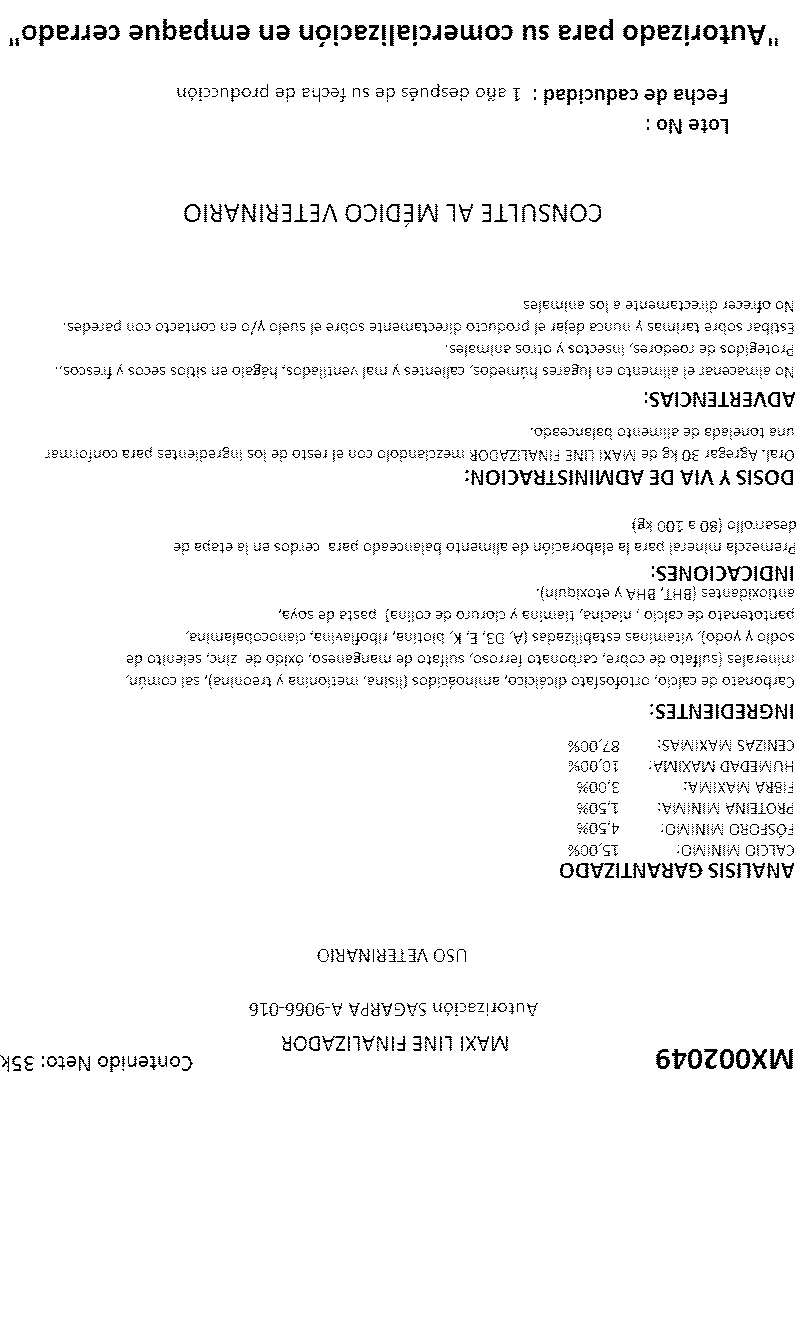 MX002049
MAXI LINE FINALIZADOR
Contenido Neto: 35k
Autorización SAGARPA A-9066-016
USO VETERINARIO
ANALISIS GARANTIZADO
CALCIO MINIMO: 15,00%
FÓSFORO MINIMO: 4,50%
PROTEINA MINIMA: 1,50%
FIBRA MAXIMA: 3,00%
HUMEDAD MAXIMA: 10,00%
CENIZAS MAXIMAS: 87,00%
INGREDIENTES:
Carbonato de calcio, ortofosfato dicálcico, aminoácidos (lisina, metionina y treonina), sal común,
minerales (sulfato de cobre, carbonato ferroso, sulfato de manganeso, óxido de zinc, selenito de
sodio y yodo), vitaminas estabilizadas (A, D3, E, K, biotina, riboflavina, cianocobalamina,
pantotenato de calcio , niacina, tiamina y cloruro de colina) pasta de soya,
antioxidantes (BHT, BHA y etoxiquin).
INDICACIONES:
Premezcla mineral para la elaboración de alimento balanceado para cerdos en la etapa de
desarrollo (80 a 100 kg)
DOSIS Y VIA DE ADMINISTRACION:
Oral. Agregar 30 kg de MAXI LINE FINALIZADOR mezclándolo con el resto de los ingredientes para conformar
una tonelada de alimento balanceado.
ADVERTENCIAS:
No almacenar el alimento en lugares húmedos, calientes y mal ventilados, hágalo en sitios secos y frescos..
Protegidos de roedores, insectos y otros animales.
Estibar sobre tarimas y nunca dejar el producto directamente sobre el suelo y/o en contacto con paredes.
No ofrecer directamente a los animales
CONSULTE AL MÉDICO VETERINARIO
Lote No :
Fecha de caducidad : 1 año después de su fecha de producción
"Autorizado para su comercialización en empaque cerrado"